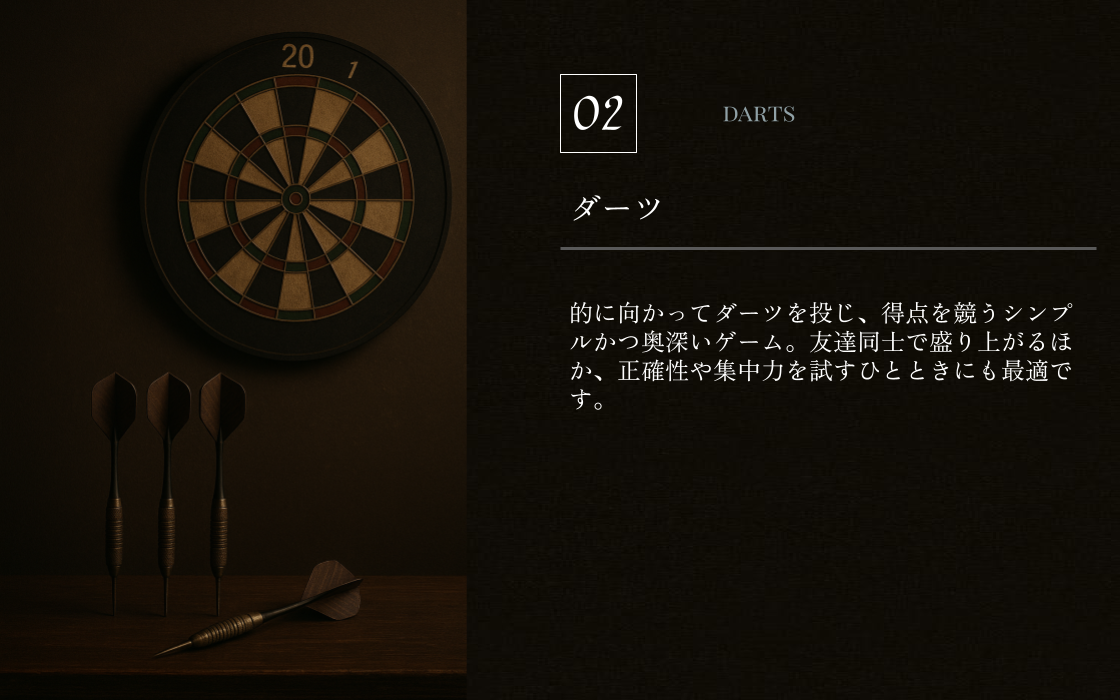 20
1
02
DARTS
ダーツ
的に向かってダーツを投じ、得点を競うシンプ
ルかつ奥深いゲーム。友達同士で盛り上がるほ
か、正確性や集中力を試すひとときにも最適で
す。